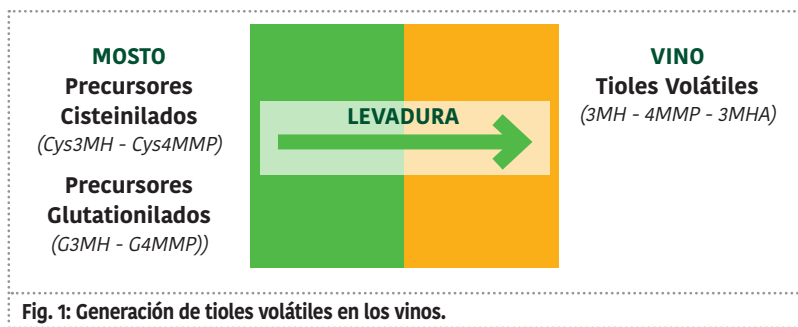 MOSTO
Precursores
Cisteinilados
(Cys3MH - Cys4MMP)
Precursores
Glutationilados
(G3MH - G4MMP))
LEVADURA
VINO
Tioles Volátiles
(3MH - 4MMP - 3MHA)
Fig. 1: Generación de tioles volátiles en los vinos.